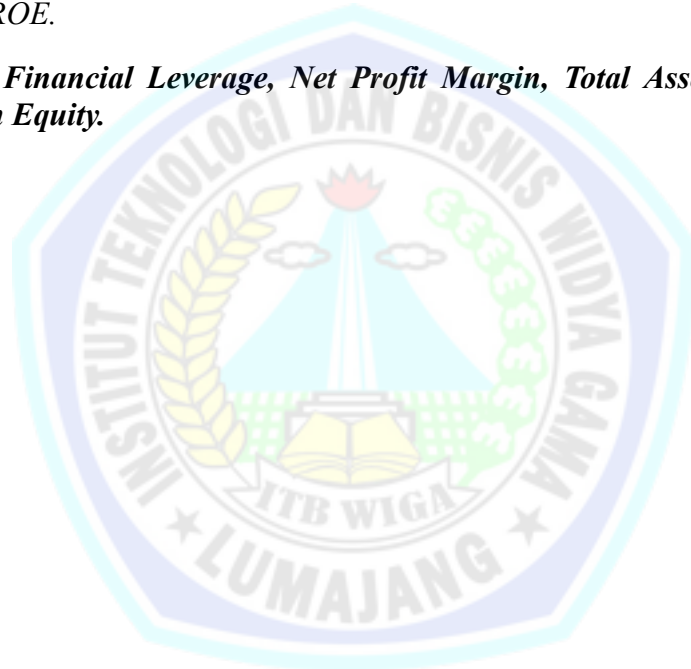 ROE.
Financial Leverage, Net Profit Margin, Total Ass
Equity.
INSTITUT TEKNOLOGI DAN BISNIS WIDYA GAMA
ITB WIGA
LUMAJANG